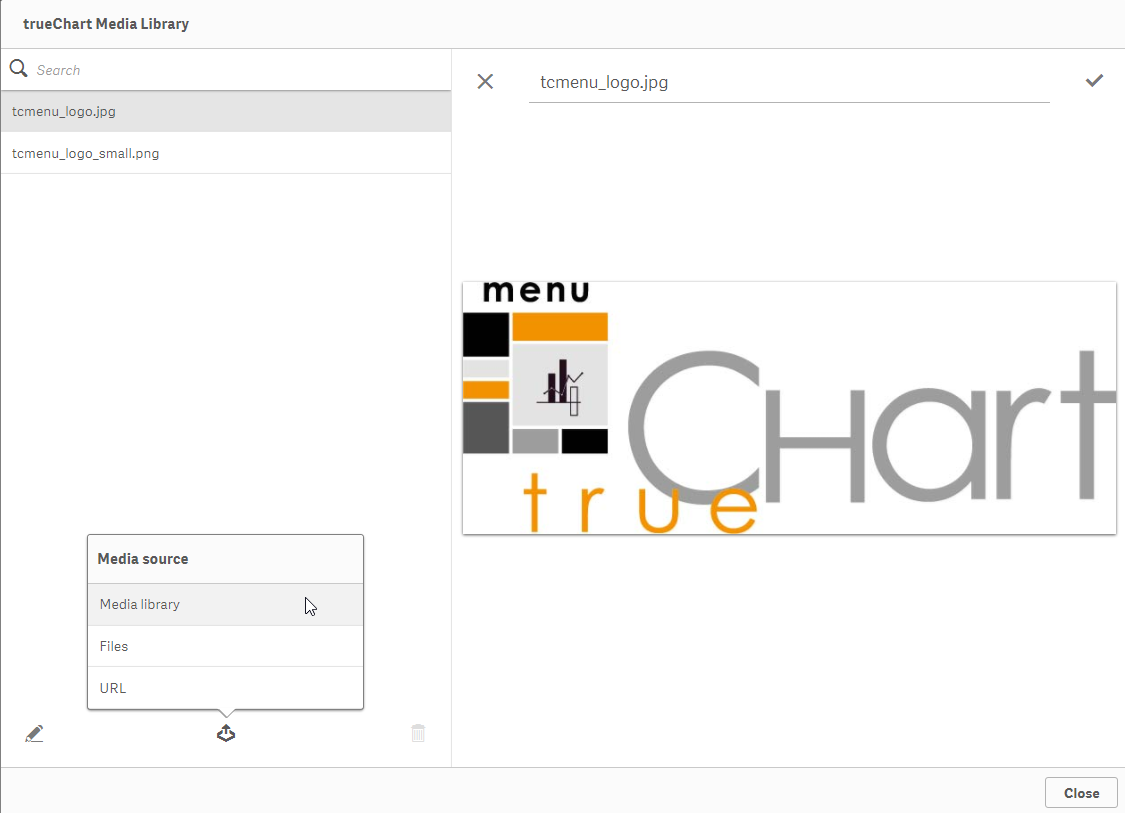 trueChart Media Library
Search
tcmenu_logo.jpg
tcmenu_logo_small.png
tcmenu_logo.jpg
menu
CHart
true
Media source
Media library
Files
URL
Close